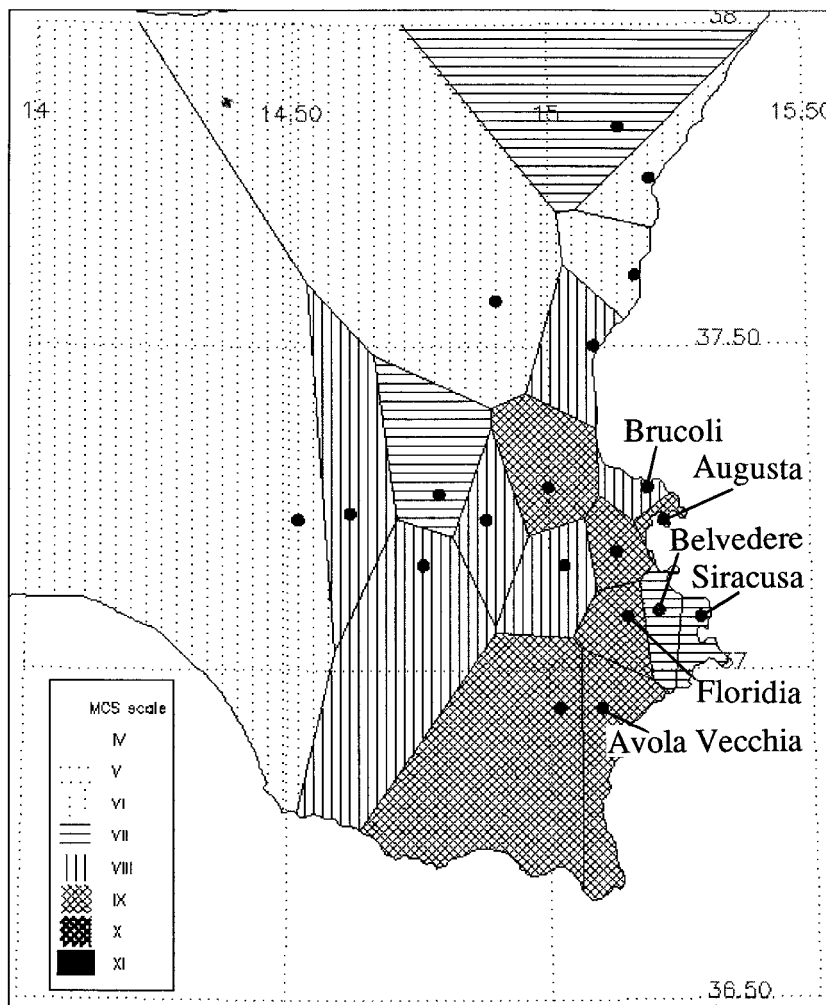 38
14
14.50
15
15.50
37.50
Brucoli
Augusta
Belvedere
Siracusa
37
Floridia
Avola Vecchia
MCS scale
IV
V
VI
VII
VIII
IX
X
XI
36.50